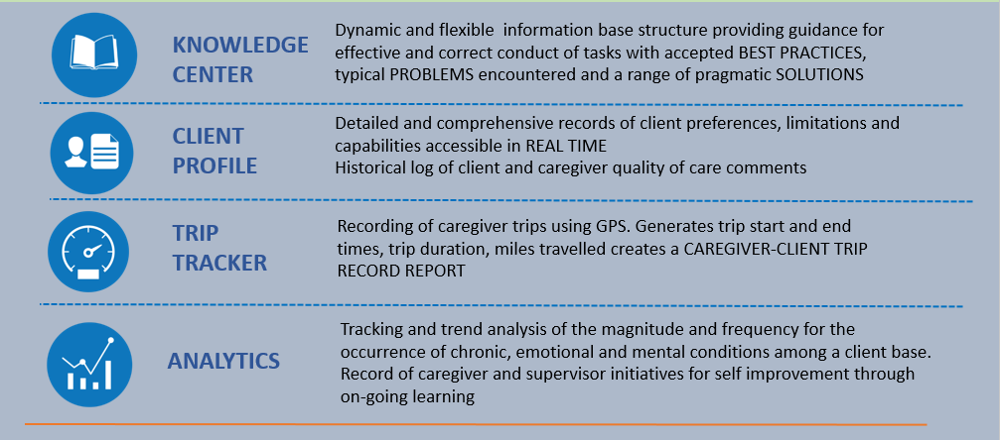 KNOWLEDGE
CENTER
Dynamic and flexible  information base structure providing guidance for
effective and correct conduct of tasks with accepted BEST PRACTICES,
typical PROBLEMS encountered and a range of pragmatic SOLUTIONS
CLIENT
PROFILE
Detailed and comprehensive records of client preferences, limitations and
capabilities accessible in REAL TIME
Historical log of client and caregiver quality of care comments
TRIP
TRACKER
Recording of caregiver trips using GPS. Generates trip start and end
times, trip duration, miles travelled creates a CAREGIVER-CLIENT TRIP
RECORD REPORT
ANALYTICS
Tracking and trend analysis of the magnitude and frequency for the
occurrence of chronic, emotional and mental conditions among a client base.
Record of caregiver and supervisor initiatives for self improvement through
on-going learning